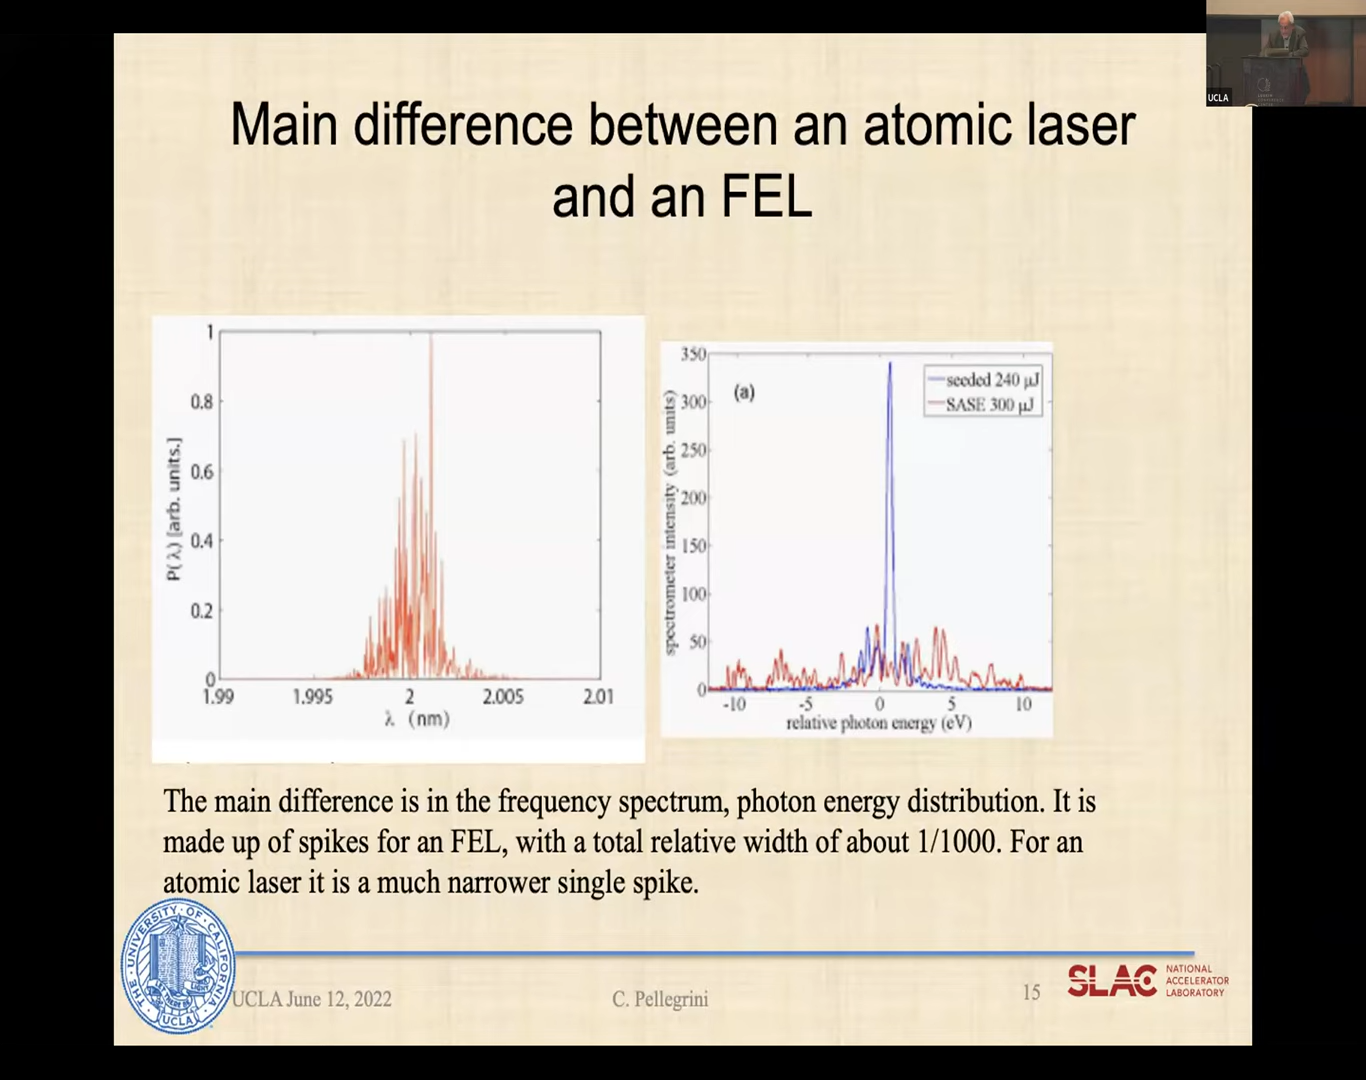 UCLA
Main difference between an atomic laser
and an FEL
1
0.8
0.6
0.4
0.2
0
1.99
1.995
2
2.005
2.01
P(λ) [arb. units.]
λ (nm)
350
300
250
200
150
100
50
0
(a)
seeded 240 μJ
SASE 300 μJ
-10
-5
0
5
10
spectrometer intensity (arb. units)
relative photon energy (eV)
The main difference is in the frequency spectrum, photon energy distribution. It is
made up of spikes for an FEL, with a total relative width of about 1/1000. For an
atomic laser it is a much narrower single spike.
THE · UNIVERSITY · OF · CALIFORNIA
UCLA
UCLA June 12, 2022
C. Pellegrini
15
SLAC
NATIONAL
ACCELERATOR
LABORATORY